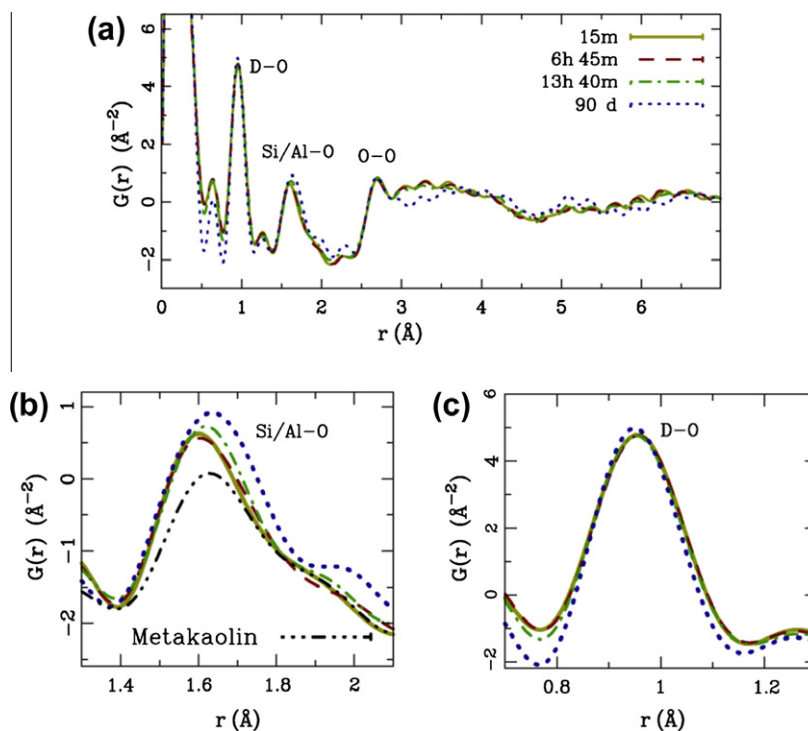 (a)
15m
6h 45m
13h 40m
90 d
D-O
Si/Al-O
O-O
G(r) (Å⁻²)
-2 0 2 4 6
0 1 2 3 4 5 6
r (Å)
(b)
Si/Al-O
G(r) (Å⁻²)
-2 -1 0 1
Metakaolin
1.4 1.6 1.8 2
r (Å)
(c)
D-O
G(r) (Å⁻²)
-2 0 2 4 6
0.8 1 1.2
r (Å)